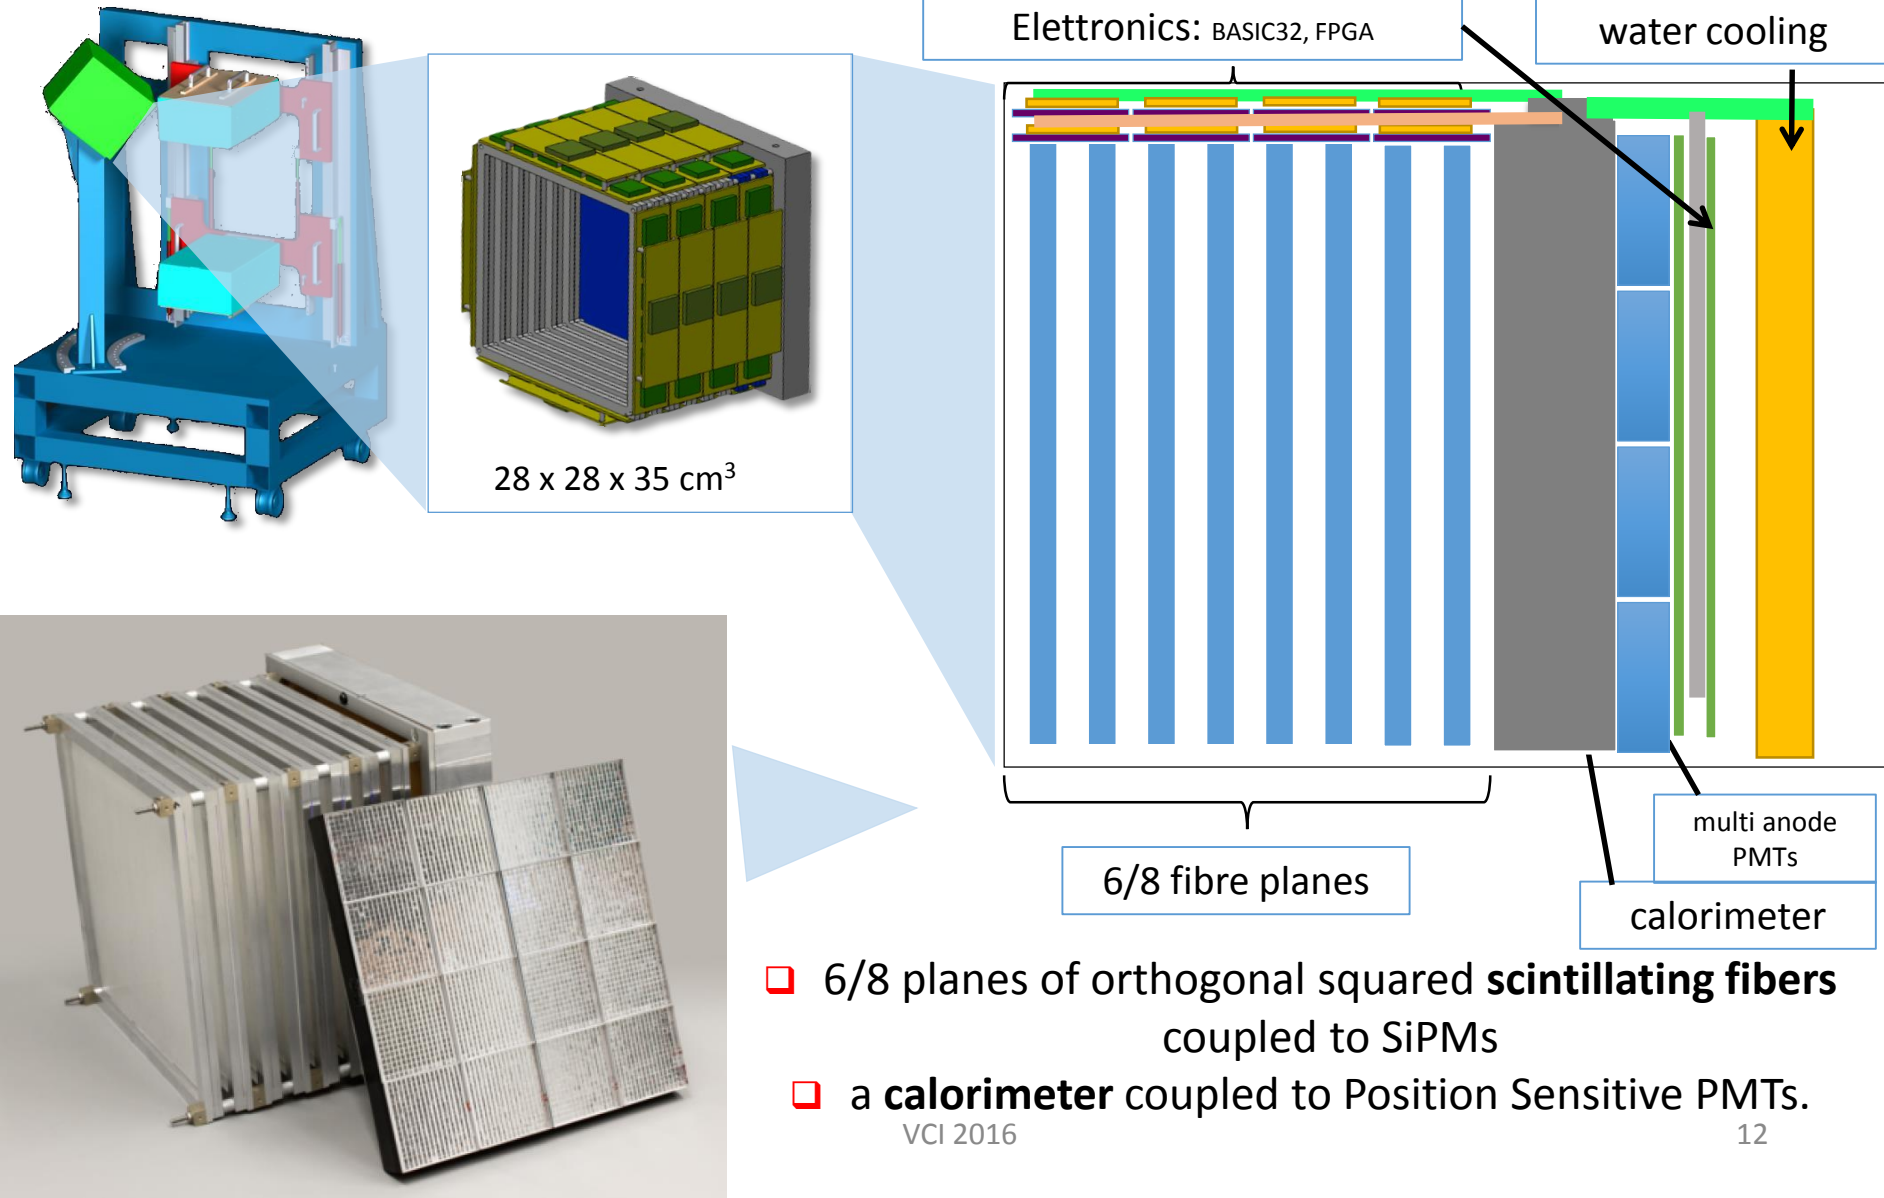 Elettronics: BASIC32, FPGA
water cooling
28 x 28 x 35 cm³
multi anode
PMTs
6/8 fibre planes
calorimeter
6/8 planes of orthogonal squared scintillating fibers
coupled to SiPMs
a calorimeter coupled to Position Sensitive PMTs.
VCI 2016
12